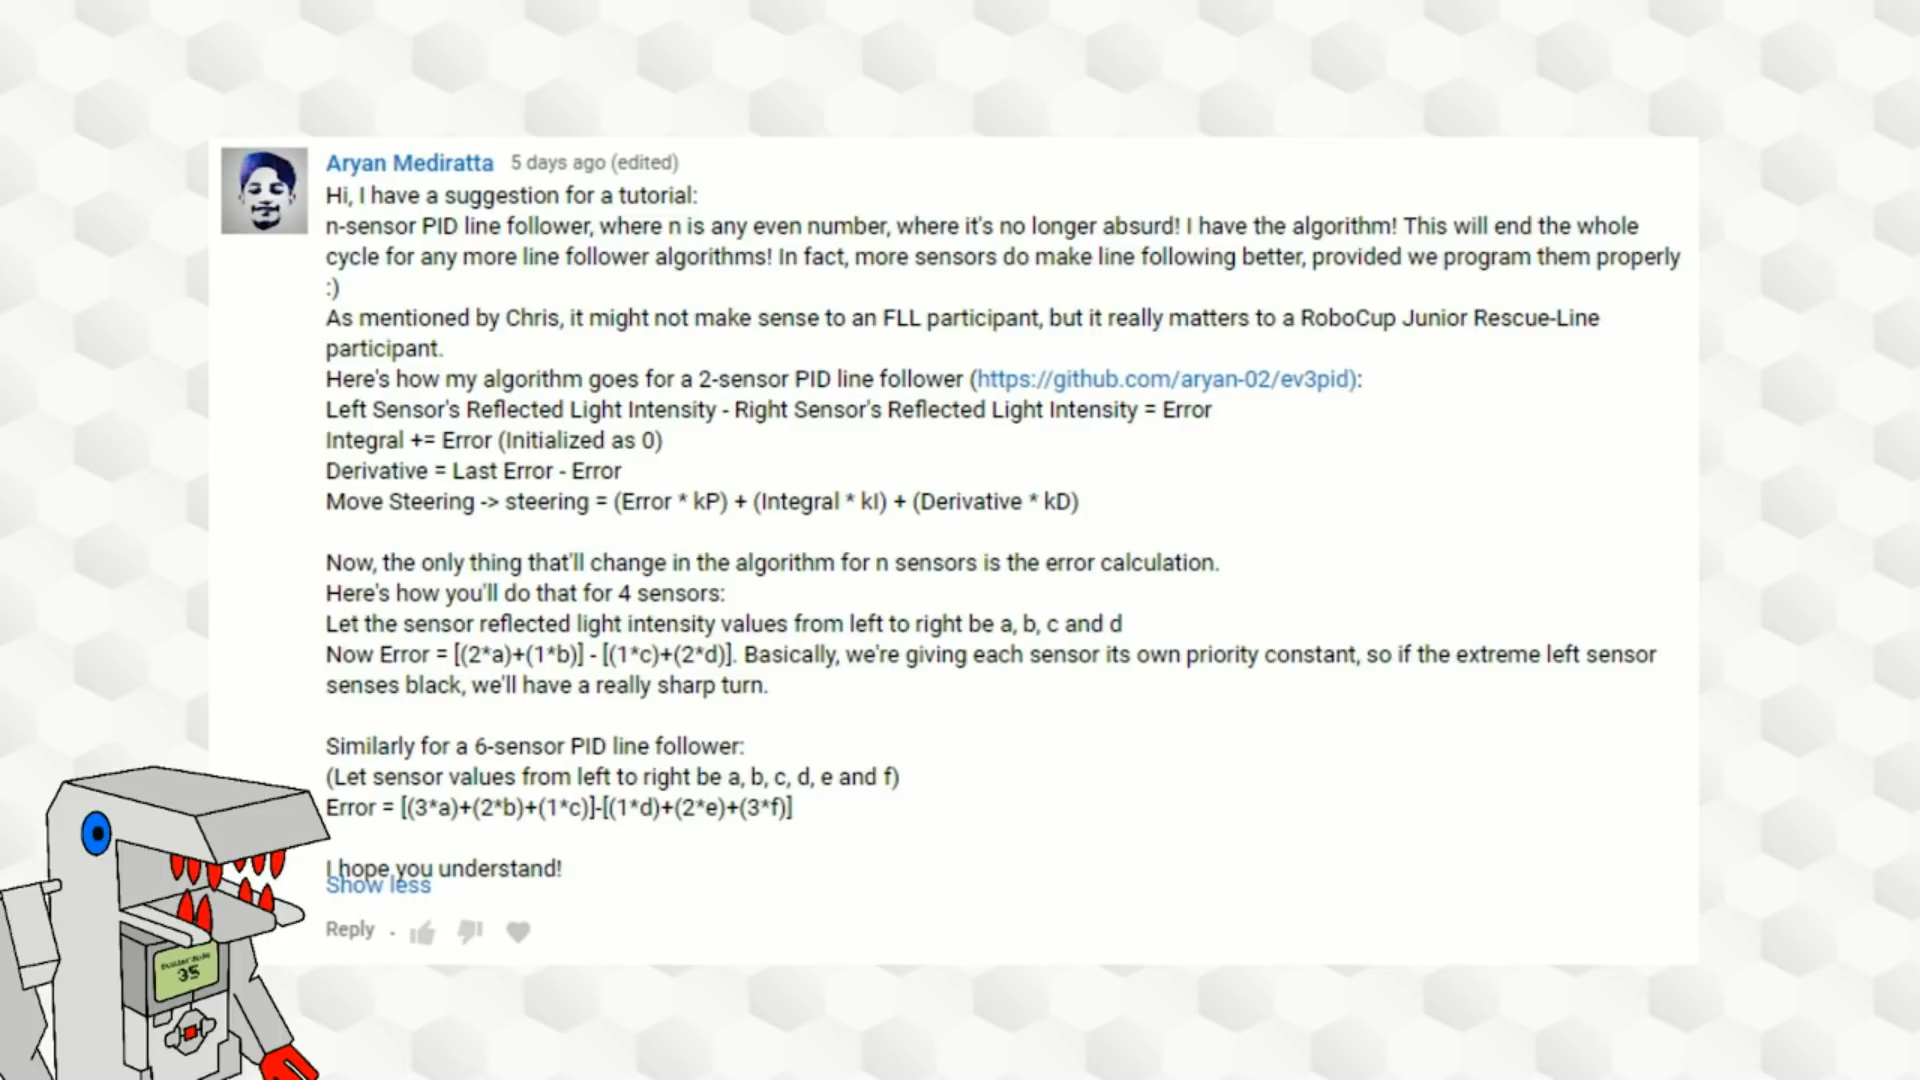 Aryan Mediratta 5 days ago (edited)
Hi, I have a suggestion for a tutorial:
n-sensor PID line follower, where n is any even number, where it's no longer absurd! I have the algorithm! This will end the whole
cycle for any more line follower algorithms! In fact, more sensors do make line following better, provided we program them properly
:)
As mentioned by Chris, it might not make sense to an FLL participant, but it really matters to a RoboCup Junior Rescue-Line
participant.
Here's how my algorithm goes for a 2-sensor PID line follower (https://github.com/aryan-02/ev3pid):
Left Sensor's Reflected Light Intensity - Right Sensor's Reflected Light Intensity = Error
Integral += Error (Initialized as 0)
Derivative = Last Error - Error
Move Steering -> steering = (Error * kP) + (Integral * kI) + (Derivative * kD)
Now, the only thing that'll change in the algorithm for n sensors is the error calculation.
Here's how you'll do that for 4 sensors:
Let the sensor reflected light intensity values from left to right be a, b, c and d
Now Error = [(2*a)+(1*b)] - [(1*c)+(2*d)]. Basically, we're giving each sensor its own priority constant, so if the extreme left sensor
senses black, we'll have a really sharp turn.
Similarly for a 6-sensor PID line follower:
(Let sensor values from left to right be a, b, c, d, e and f)
Error = [(3*a)+(2*b)+(1*c)]-[(1*d)+(2*e)+(3*f)]
I hope you understand!
Show less
Reply
35